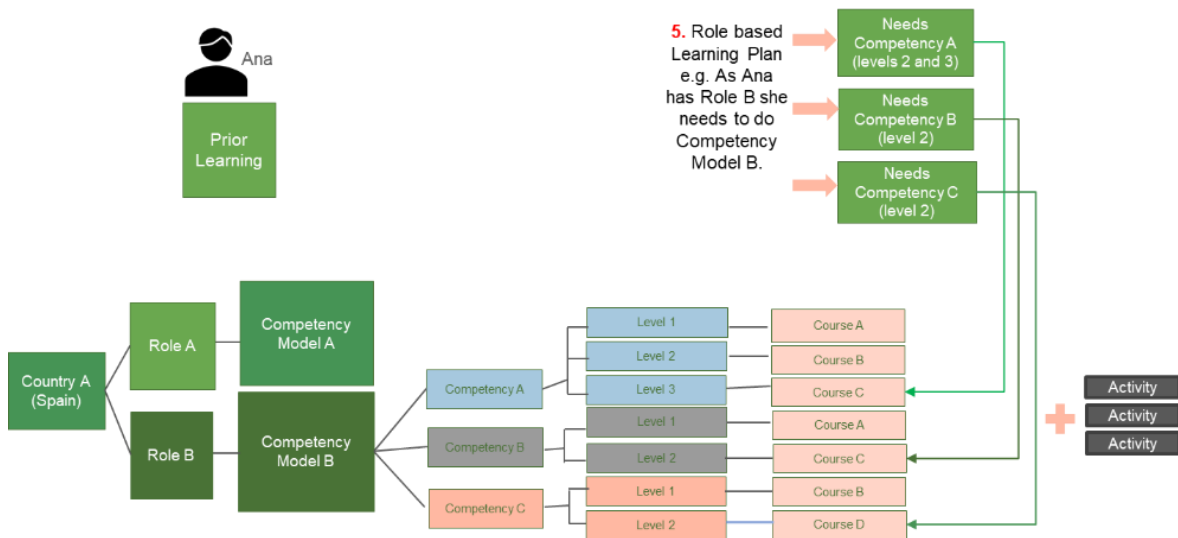 Ana
Prior
Learning
5. Role based
Learning Plan
e.g. As Ana
has Role B she
needs to do
Competency
Model B.
Needs
Competency A
(levels 2 and 3)
Needs
Competency B
(level 2)
Needs
Competency C
(level 2)
Country A
(Spain)
Role A
Competency
Model A
Role B
Competency
Model B
Competency A
Level 1
Course A
Level 2
Course B
Level 3
Course C
Competency B
Level 1
Course A
Level 2
Course C
Competency C
Level 1
Course B
Level 2
Course D
Activity
Activity
Activity